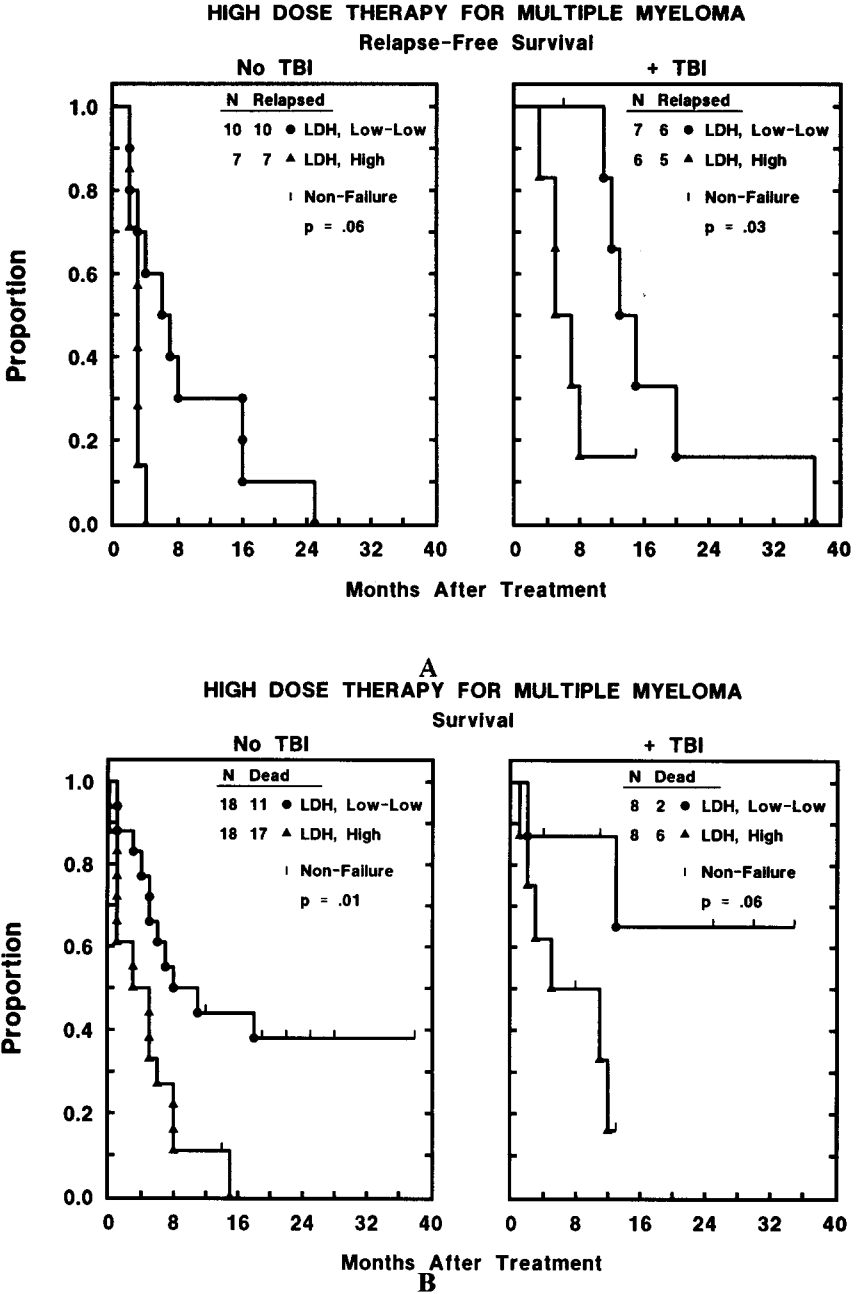 HIGH DOSE THERAPY FOR MULTIPLE MYELOMA
Relapse-Free Survival
No TBI
+ TBI
N Relapsed
10 10 ● LDH, Low-Low
7 7 ▲ LDH, High
ı Non-Failure
p = .06
N Relapsed
7 6 ● LDH, Low-Low
6 5 ▲ LDH, High
ı Non-Failure
p = .03
Proportion
1.0
0.8
0.6
0.4
0.2
0.0
0 8 16 24 32 40
0 8 16 24 32 40
Months After Treatment
A
HIGH DOSE THERAPY FOR MULTIPLE MYELOMA
Survival
No TBI
+ TBI
N Dead
18 11 ● LDH, Low-Low
18 17 ▲ LDH, High
ı Non-Failure
p = .01
N Dead
8 2 ● LDH, Low-Low
8 6 ▲ LDH, High
ı Non-Failure
p = .06
Proportion
1.0
0.8
0.6
0.4
0.2
0.0
0 8 16 24 32 40
0 8 16 24 32 40
Months After Treatment
B